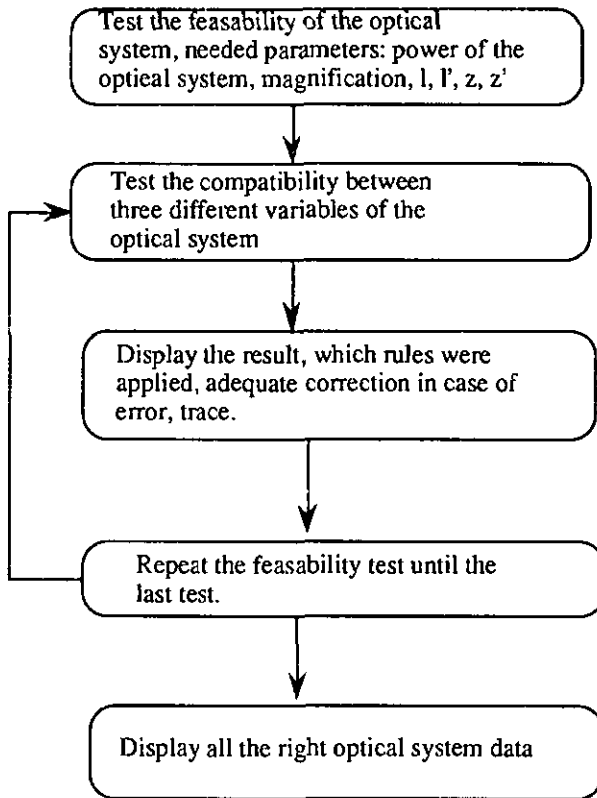 Test the feasability of the optical
system, needed parameters: power of the
optical system, magnification, l, l', z, z'
Test the compatibility between
three different variables of the
optical system
Display the result, which rules were
applied, adequate correction in case of
error, trace.
Repeat the feasability test until the
last test.
Display all the right optical system data